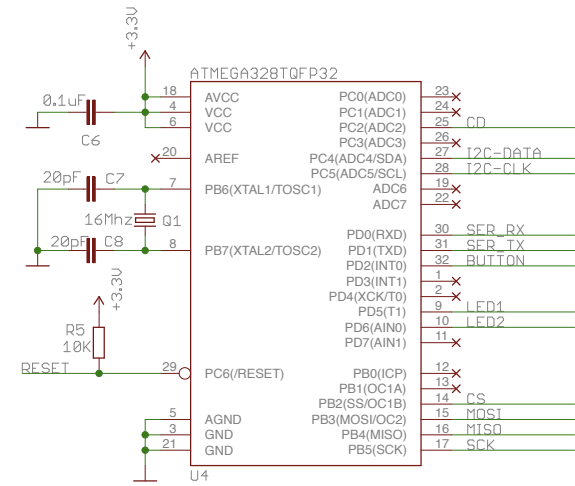 +3.3V
ATMEGA328TQFP32
0.1uF
C6
18 AVCC PC0(ADC0) 23
4 VCC PC1(ADC1) 24
6 VCC PC2(ADC2) 25 CD
PC3(ADC3) 26
20 AREF PC4(ADC4/SDA) 27 I2C-DATA
PC5(ADC5/SCL) 28 I2C-CLK
20pF C7 7 PB6(XTAL1/TOSC1) ADC6 19
ADC7 22
16Mhz Q1
PD0(RXD) 30 SER_RX
20pF C8 8 PB7(XTAL2/TOSC2) PD1(TXD) 31 SER_TX
PD2(INT0) 32 BUTTON
PD3(INT1) 1
+3.3V
PD4(XCK/T0) 2
PD5(T1) 9 LED1
R5 PD6(AIN0) 10 LED2
10K PD7(AIN1) 11
RESET 29 PC6(/RESET) PB0(ICP) 12
PB1(OC1A) 13
PB2(SS/OC1B) 14 CS
5 AGND PB3(MOSI/OC2) 15 MOSI
3 GND PB4(MISO) 16 MISO
21 GND PB5(SCK) 17 SCK
U4